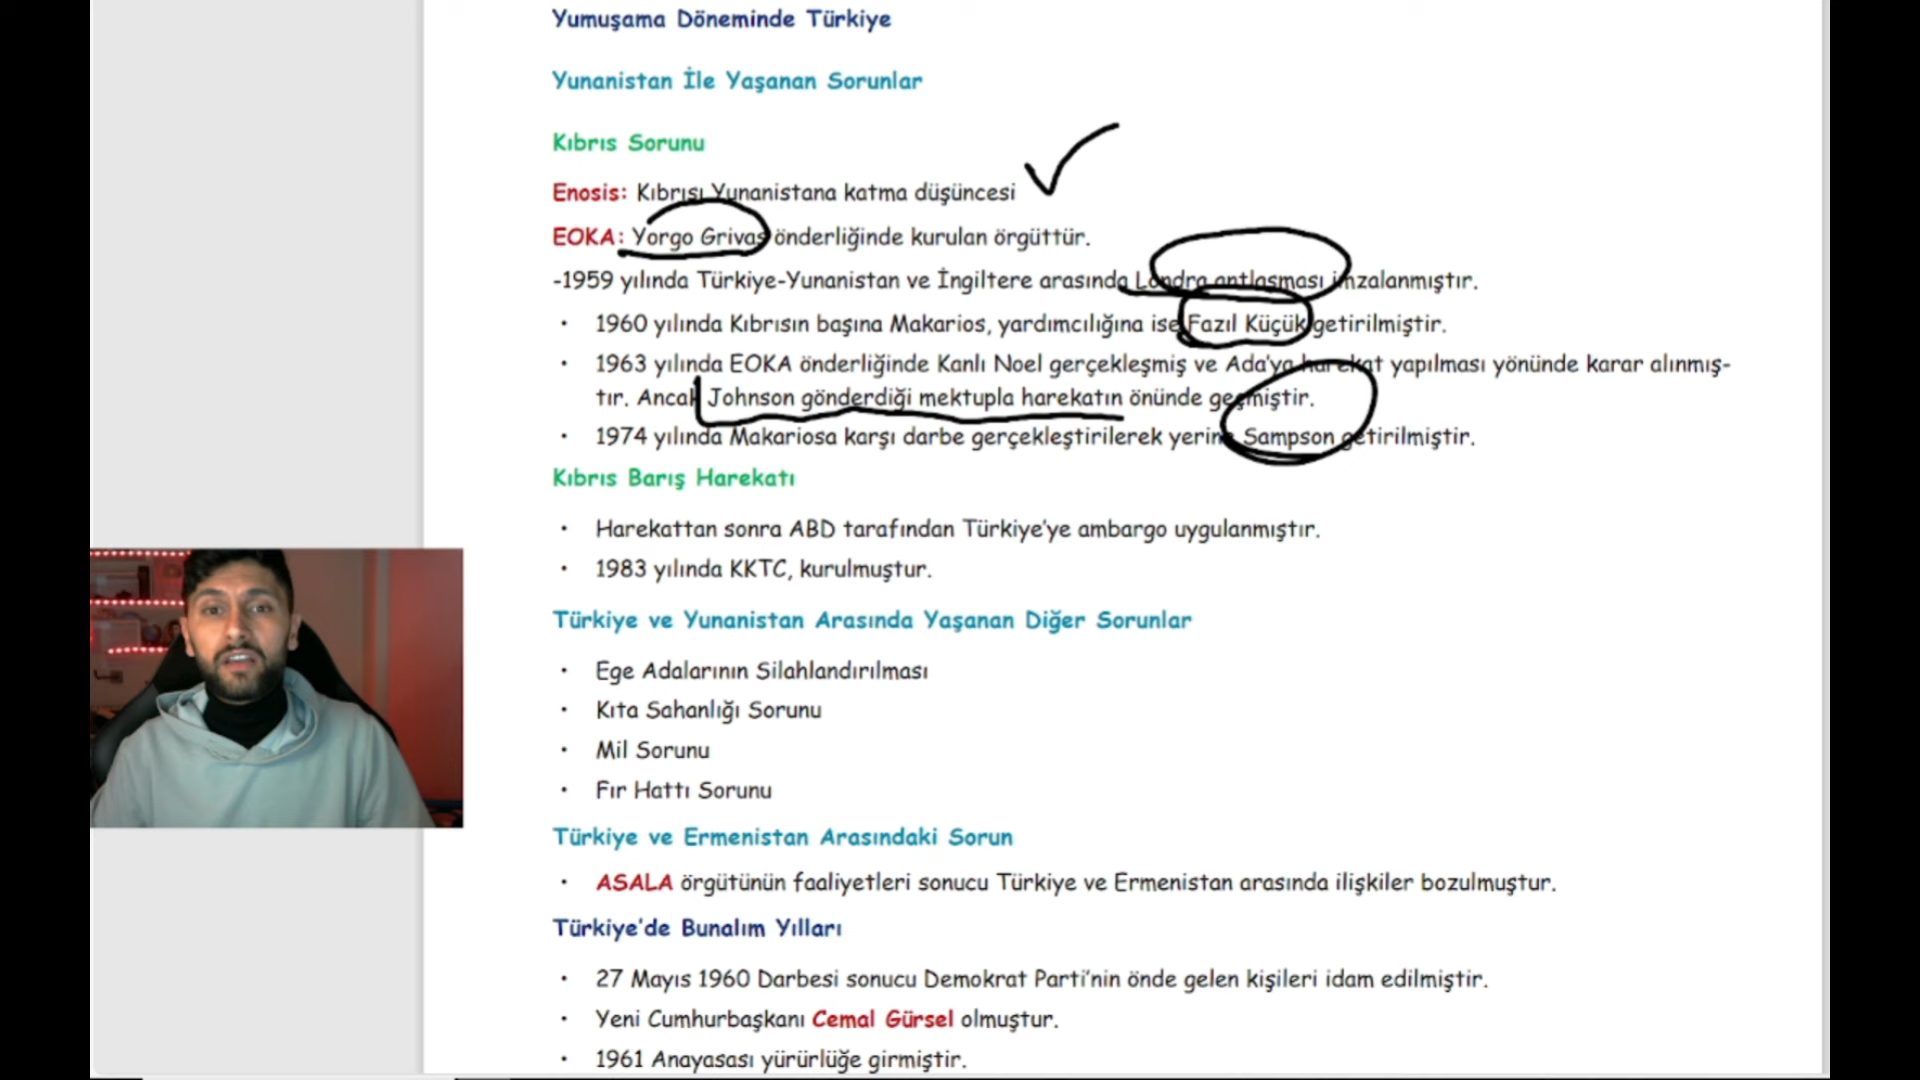 Yumuşama Döneminde Türkiye
Yunanistan İle Yaşanan Sorunlar
Kıbrıs Sorunu
Enosis: Kıbrısı Yunanistana katma düşüncesi
EOKA: Yorgo Grivas önderliğinde kurulan örgüttür.
-1959 yılında Türkiye-Yunanistan ve İngiltere arasında Londra antlaşması imzalanmıştır.
• 1960 yılında Kıbrısın başına Makarios, yardımcılığına ise Fazıl Küçük getirilmiştir.
• 1963 yılında EOKA önderliğinde Kanlı Noel gerçekleşmiş ve Ada'ya harekat yapılması yönünde karar alınmış-
tır. Ancak Johnson gönderdiği mektupla harekatın önünde geçmiştir.
• 1974 yılında Makariosa karşı darbe gerçekleştirilerek yerine Sampson getirilmiştir.
Kıbrıs Barış Harekatı
• Harekattan sonra ABD tarafından Türkiye'ye ambargo uygulanmıştır.
• 1983 yılında KKTC, kurulmuştur.
Türkiye ve Yunanistan Arasında Yaşanan Diğer Sorunlar
• Ege Adalarının Silahlandırılması
• Kıta Sahanlığı Sorunu
• Mil Sorunu
• Fır Hattı Sorunu
Türkiye ve Ermenistan Arasındaki Sorun
• ASALA örgütünün faaliyetleri sonucu Türkiye ve Ermenistan arasında ilişkiler bozulmuştur.
Türkiye'de Bunalım Yılları
• 27 Mayıs 1960 Darbesi sonucu Demokrat Parti'nin önde gelen kişileri idam edilmiştir.
• Yeni Cumhurbaşkanı Cemal Gürsel olmuştur.
• 1961 Anayasası yürürlüğe girmiştir.